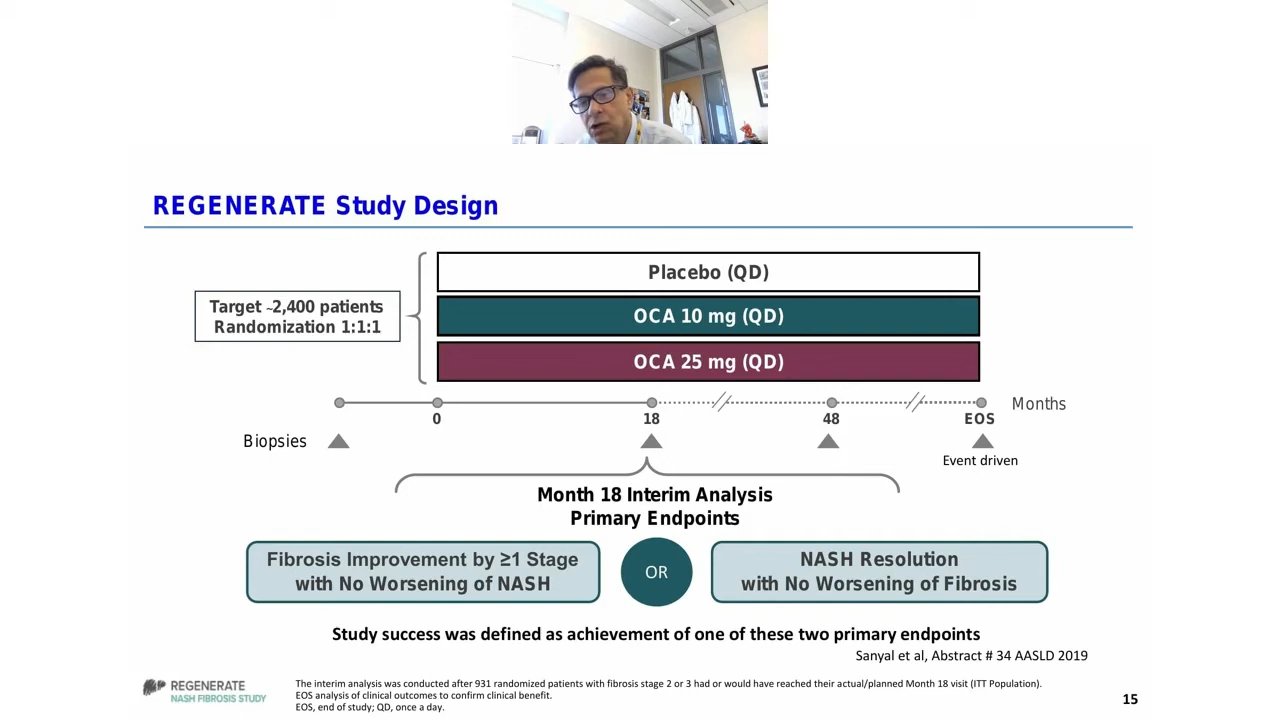 REGENERATE Study Design
Placebo (QD)
Target ~2,400 patients
Randomization 1:1:1
OCA 10 mg (QD)
OCA 25 mg (QD)
Months
0
18
48
EOS
Biopsies
Event driven
Month 18 Interim Analysis
Primary Endpoints
Fibrosis Improvement by ≥1 Stage
with No Worsening of NASH
OR
NASH Resolution
with No Worsening of Fibrosis
Study success was defined as achievement of one of these two primary endpoints
Sanyal et al, Abstract # 34 AASLD 2019
REGENERATE
NASH FIBROSIS STUDY
The interim analysis was conducted after 931 randomized patients with fibrosis stage 2 or 3 had or would have reached their actual/planned Month 18 visit (ITT Population).
EOS analysis of clinical outcomes to confirm clinical benefit.
EOS, end of study; QD, once a day.
15